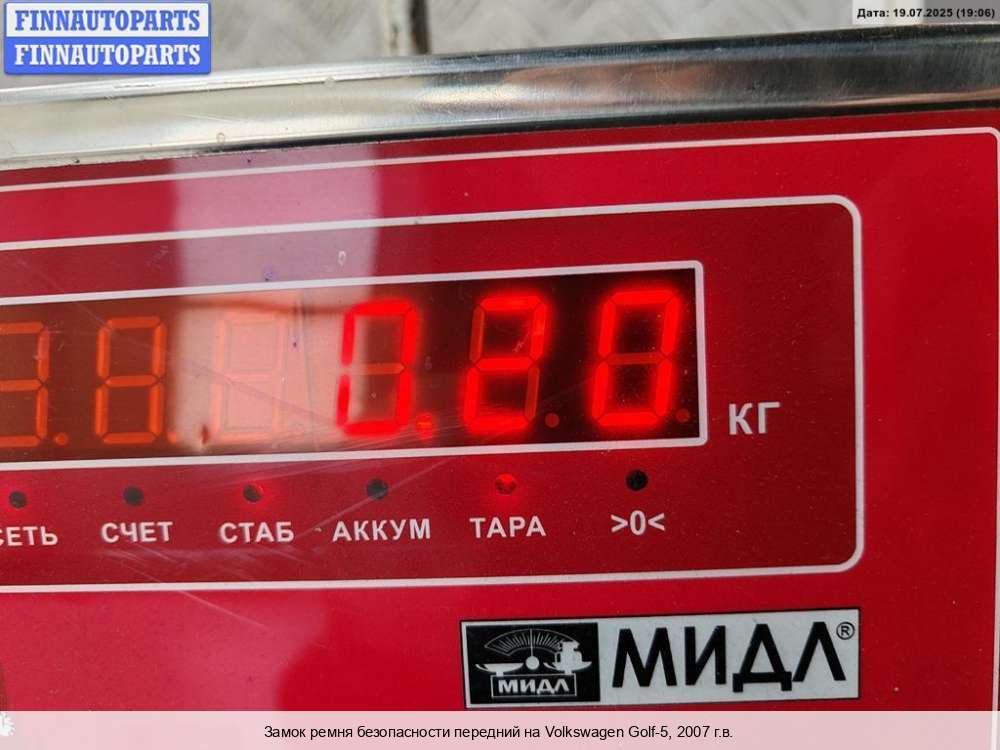 FINNAUTOPARTS
FINNAUTOPARTS
Дата: 19.07.2025 (19:06)
0.20
КГ
СЕТЬ СЧЕТ СТАБ АККУМ ТАРА >0<
МИДЛ
МИДЛ®
Замок ремня безопасности передний на Volkswagen Golf-5, 2007 г.в.